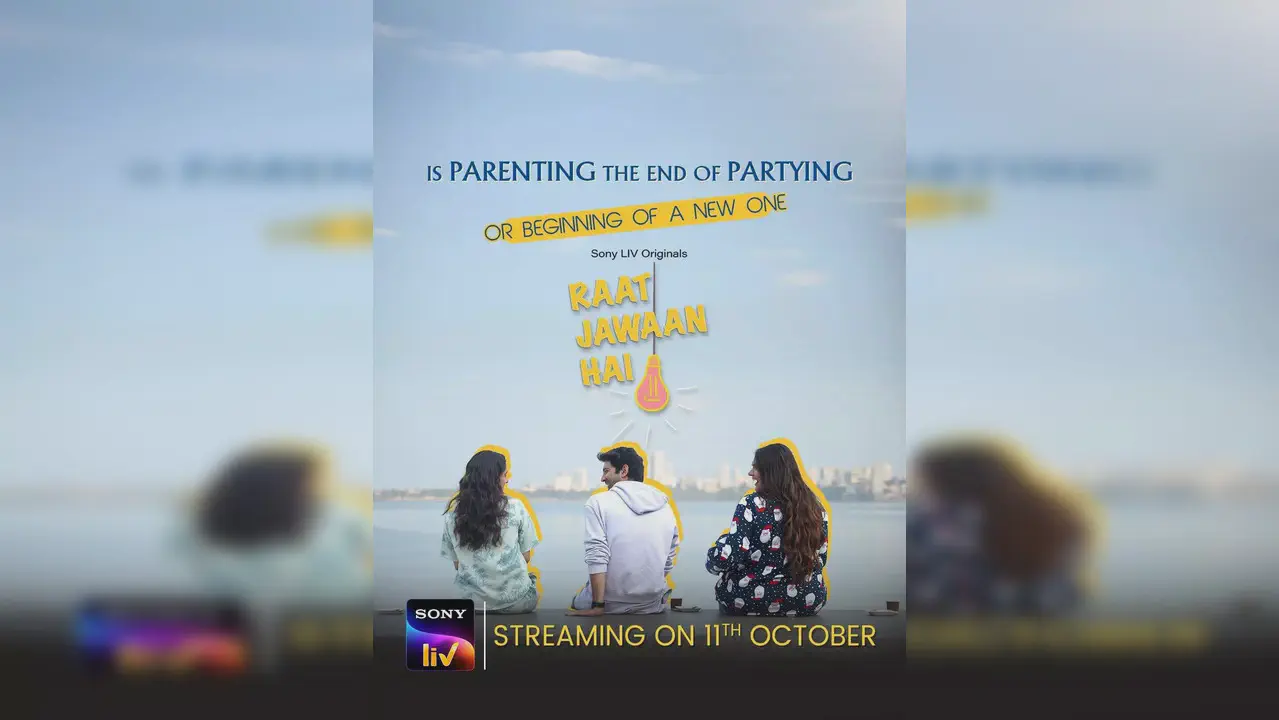 IS PARENTING THE END OF PARTYING
OR BEGINNING OF A NEW ONE
Sony LIV Originals
RAAT
JAWAAN
HAI
SONY
liv
STREAMING ON 11TH OCTOBER